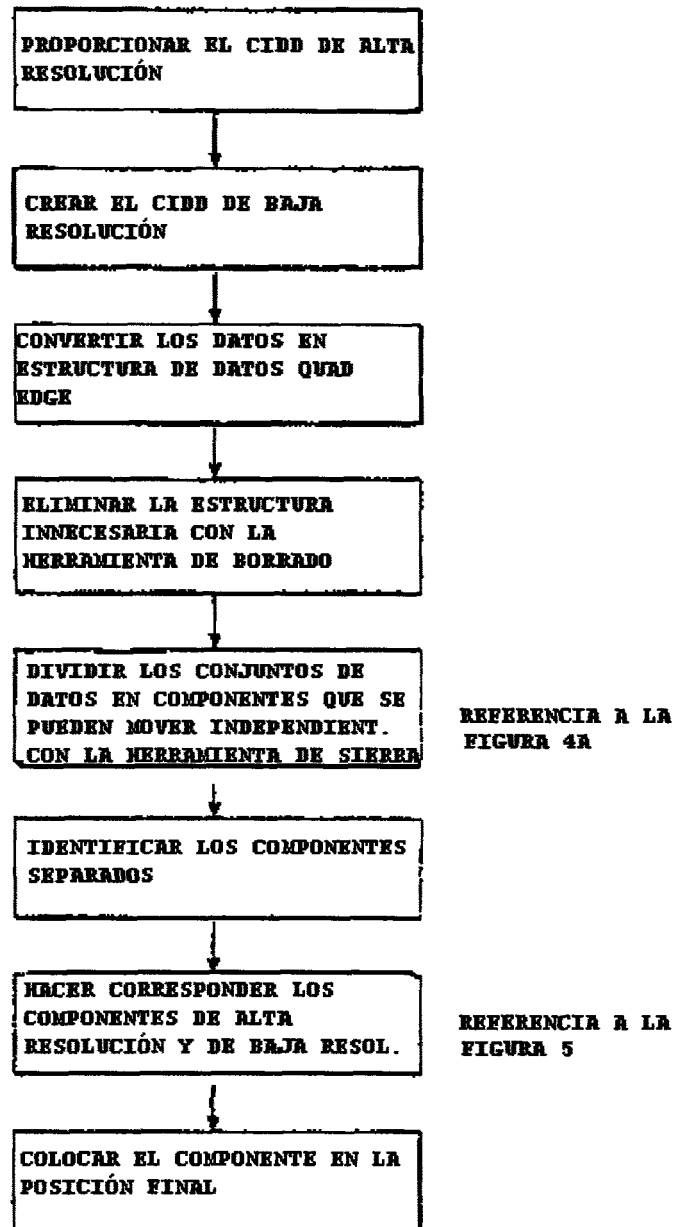 PROPORCIONAR EL CIDD DE ALTA
RESOLUCIÓN
CREAR EL CIDD DE BAJA
RESOLUCIÓN
CONVERTIR LOS DATOS EN
ESTRUCTURA DE DATOS QUAD
EDGE
ELIMINAR LA ESTRUCTURA
INNECESARIA CON LA
HERRAMIENTA DE BORRADO
DIVIDIR LOS CONJUNTOS DE
DATOS EN COMPONENTES QUE SE
PUEDEN MOVER INDEPENDIENT.
CON LA HERRAMIENTA DE SIERRA
REFERENCIA A LA
FIGURA 4A
IDENTIFICAR LOS COMPONENTES
SEPARADOS
HACER CORRESPONDER LOS
COMPONENTES DE ALTA
RESOLUCIÓN Y DE BAJA RESOL.
REFERENCIA A LA
FIGURA 5
COLOCAR EL COMPONENTE EN LA
POSICIÓN FINAL